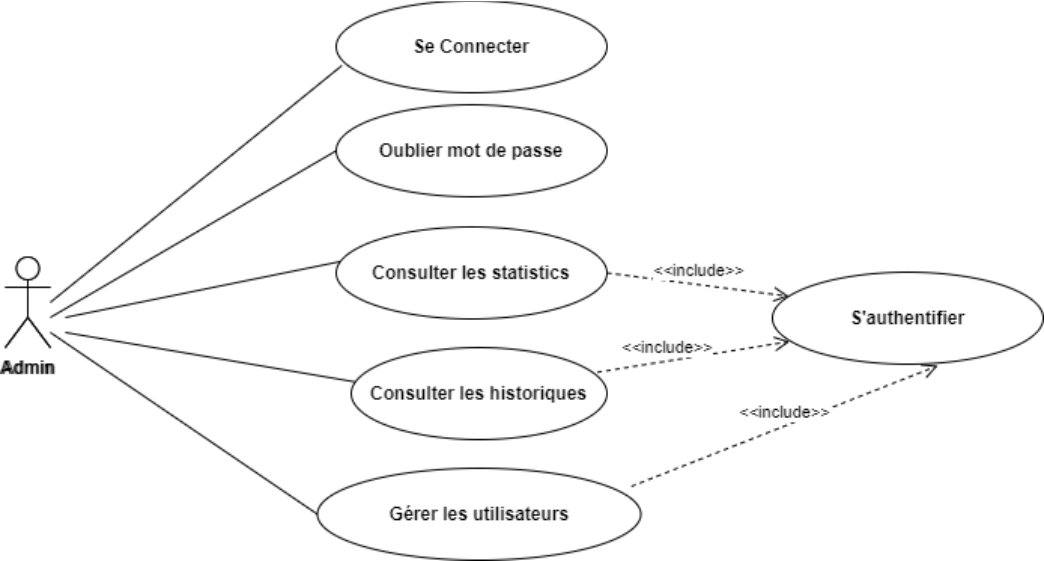 Se Connecter
Oublier mot de passe
Consulter les statistics
<<include>>
S'authentifier
<<include>>
Admin
Consulter les historiques
<<include>>
Gérer les utilisateurs